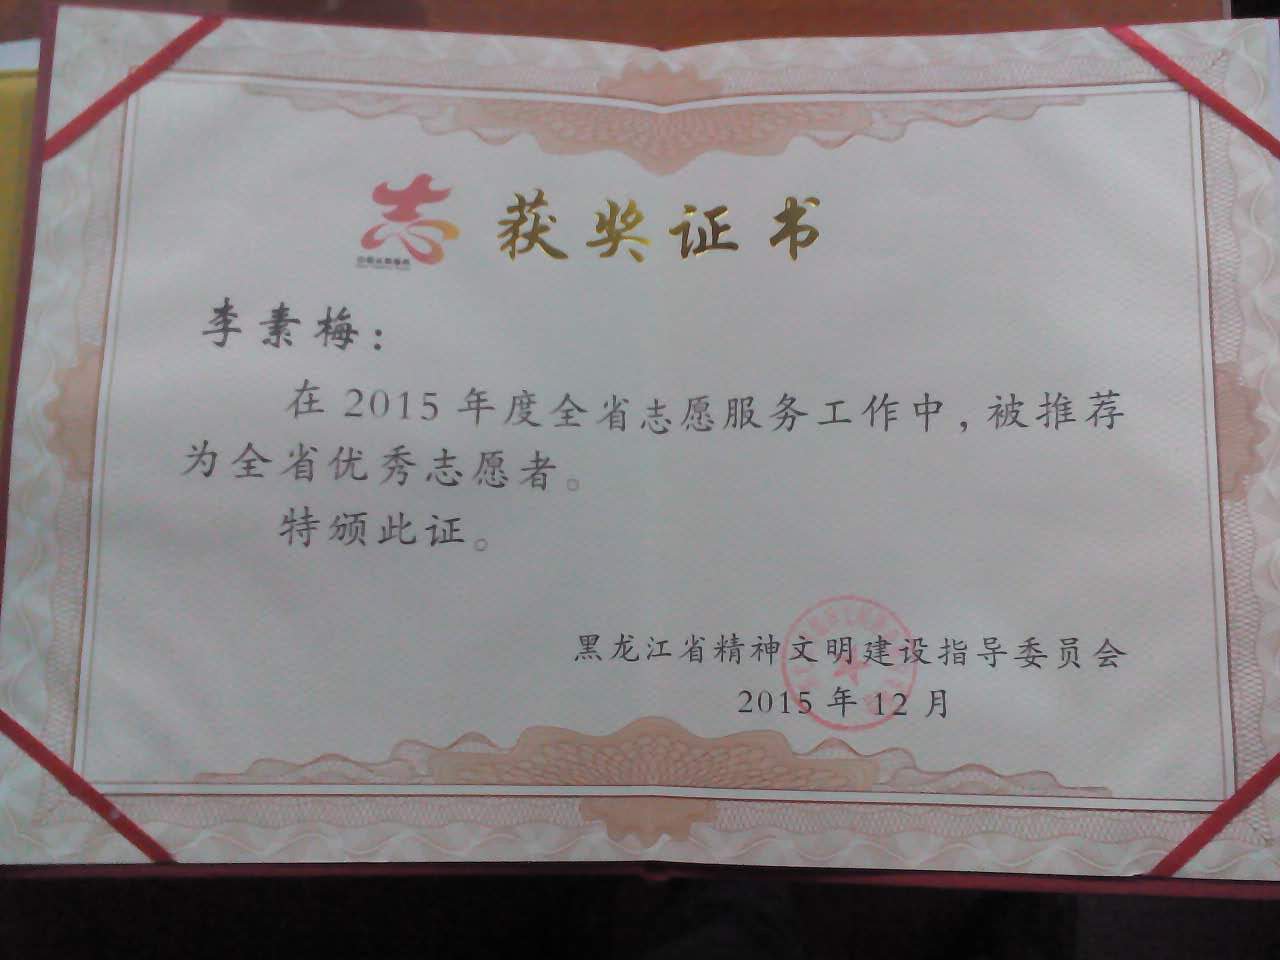 志 获奖证书
李素梅：
在2015年度全省志愿服务工作中，被推荐
为全省优秀志愿者。
特颁此证。
黑龙江省精神文明建设指导委员会
2015年12月